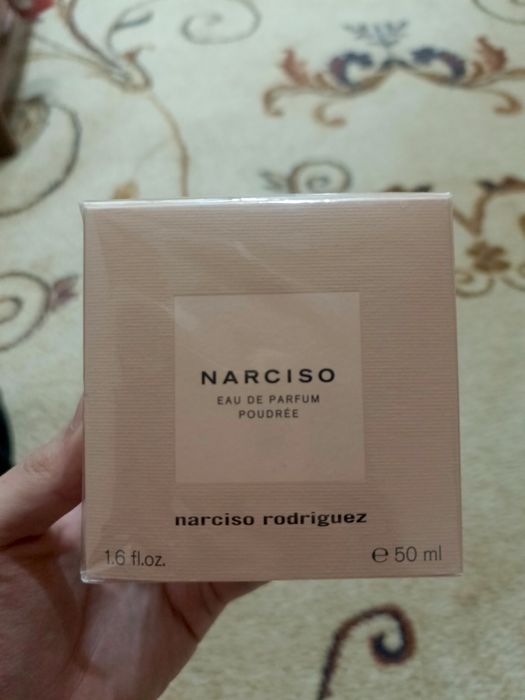 NARCISO
EAU DE PARFUM
POUDRÉE
narciso rodriguez
1.6 fl.oz. ℮ 50 ml